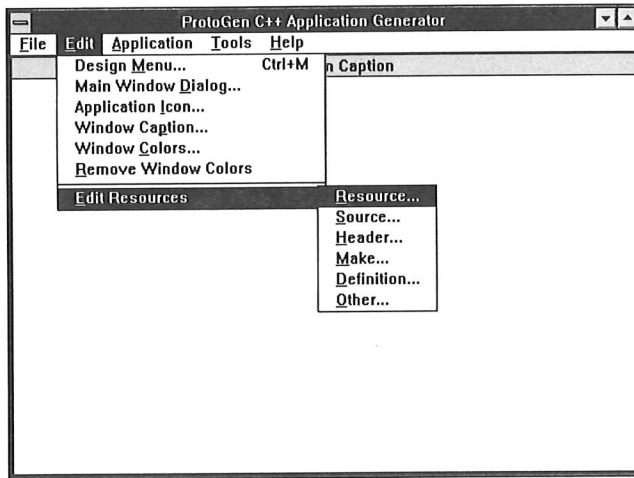 ProtoGen C++ Application Generator
File Edit Application Tools Help
n Caption
Design Menu... Ctrl+M
Main Window Dialog...
Application Icon...
Window Caption...
Window Colors...
Remove Window Colors
Edit Resources
Resource...
Source...
Header...
Make...
Definition...
Other...